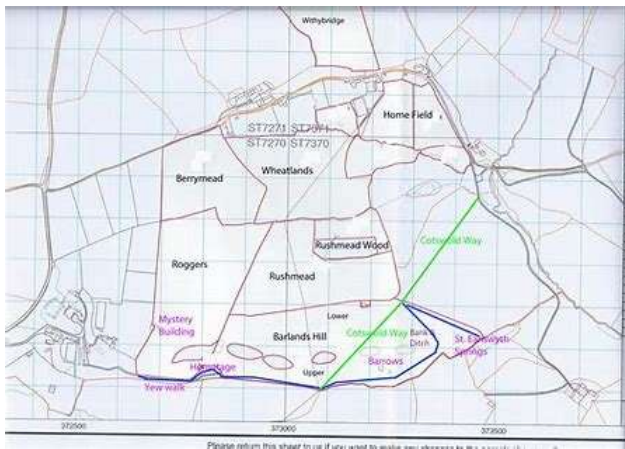 Withybridge
Home Field
ST7271 ST7371
ST7270 ST7370
Wheatlands
Berrymead
Rushmead Wood
Cotswold Way
Roggers
Rushmead
Mystery
Building
Lower
Barlands Hill
Cotswold Way
Bank &
Ditch
Barrows
Springs
Hermitage
Upper
Yew walk
372500
373000
373500
Please return this sheet to us if you want to make any changes to the